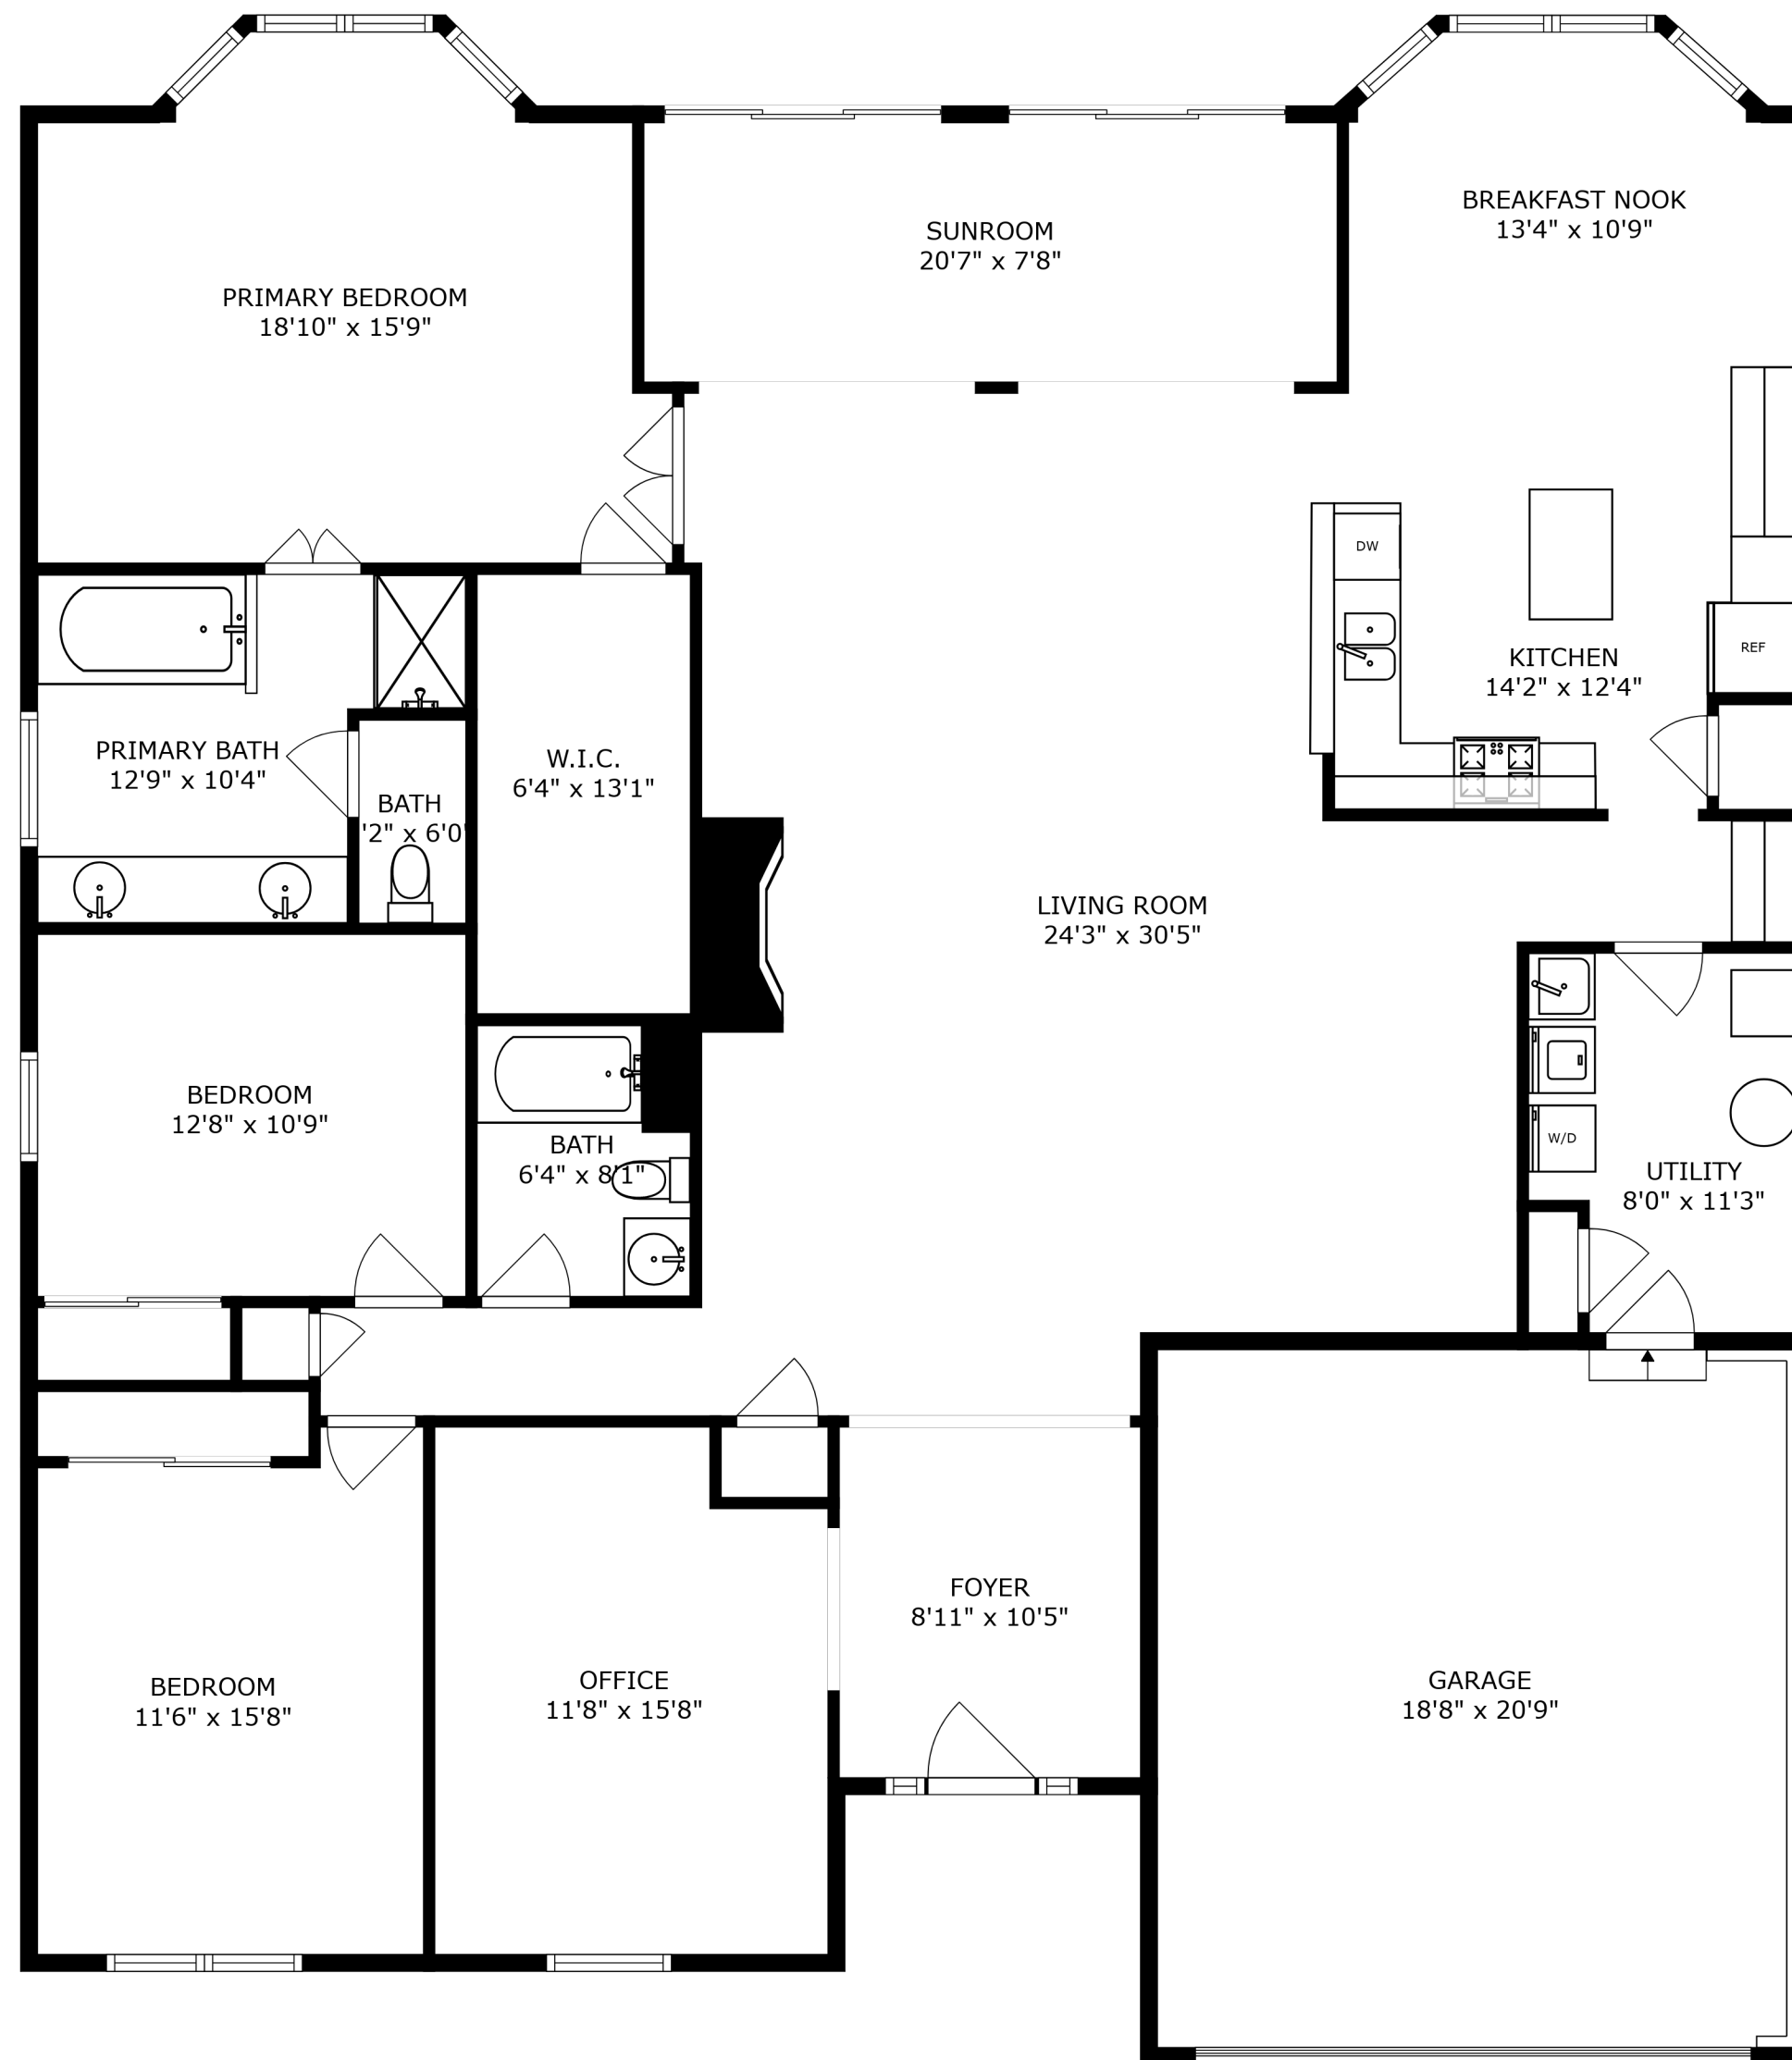 BREAKFAST NOOK
13'4" x 10'9"
SUNROOM
20'7" x 7'8"
PRIMARY BEDROOM
18'10" x 15'9"
DW
REF
KITCHEN
14'2" x 12'4"
PRIMARY BATH
12'9" x 10'4"
W.I.C.
6'4" x 13'1"
BATH
'2" x 6'0"
LIVING ROOM
24'3" x 30'5"
BEDROOM
12'8" x 10'9"
BATH
6'4" x 8'1"
W/D
UTILITY
8'0" x 11'3"
FOYER
8'11" x 10'5"
BEDROOM
11'6" x 15'8"
OFFICE
11'8" x 15'8"
GARAGE
18'8" x 20'9"